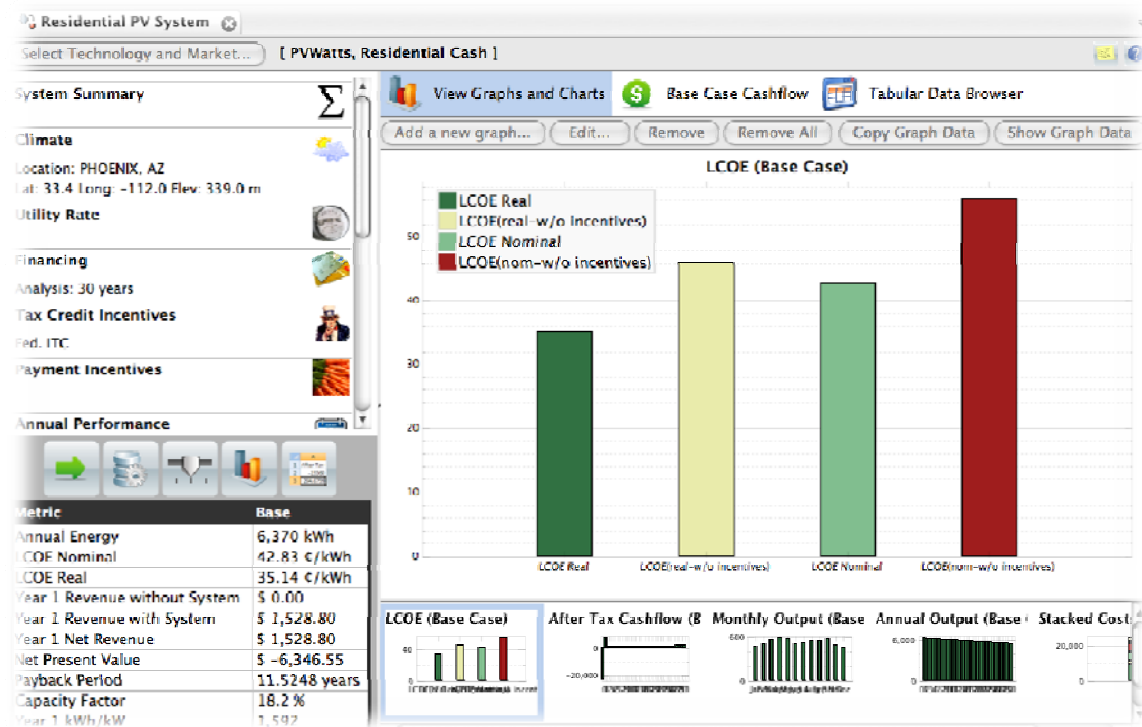 Residential PV System
Select Technology and Market...
[ PVWatts, Residential Cash ]
System Summary
Climate
Location: PHOENIX, AZ
Lat: 33.4 Long: -112.0 Elev: 339.0 m
Utility Rate
Financing
Analysis: 30 years
Tax Credit Incentives
Fed. ITC
Payment Incentives
Annual Performance
View Graphs and Charts
Base Case Cashflow
Tabular Data Browser
Add a new graph...
Edit...
Remove
Remove All
Copy Graph Data
Show Graph Data
LCOE (Base Case)
LCOE Real
LCOE(real-w/o incentives)
LCOE Nominal
LCOE(nom-w/o incentives)
50
40
30
20
10
0
LCOE Real
LCOE(real-w/o incentives)
LCOE Nominal
LCOE(nom-w/o incentives)
Metric Base
Annual Energy 6,370 kWh
LCOE Nominal 42.83 ¢/kWh
LCOE Real 35.14 ¢/kWh
Year 1 Revenue without System $ 0.00
Year 1 Revenue with System $ 1,528.80
Year 1 Net Revenue $ 1,528.80
Net Present Value $ -6,346.55
Payback Period 11.5248 years
Capacity Factor 18.2 %
Year 1 kWh/kW 1,592
LCOE (Base Case)
After Tax Cashflow (B
0
-20,000
Monthly Output (Base
Annual Output (Base
Stacked Cost
20,000
0